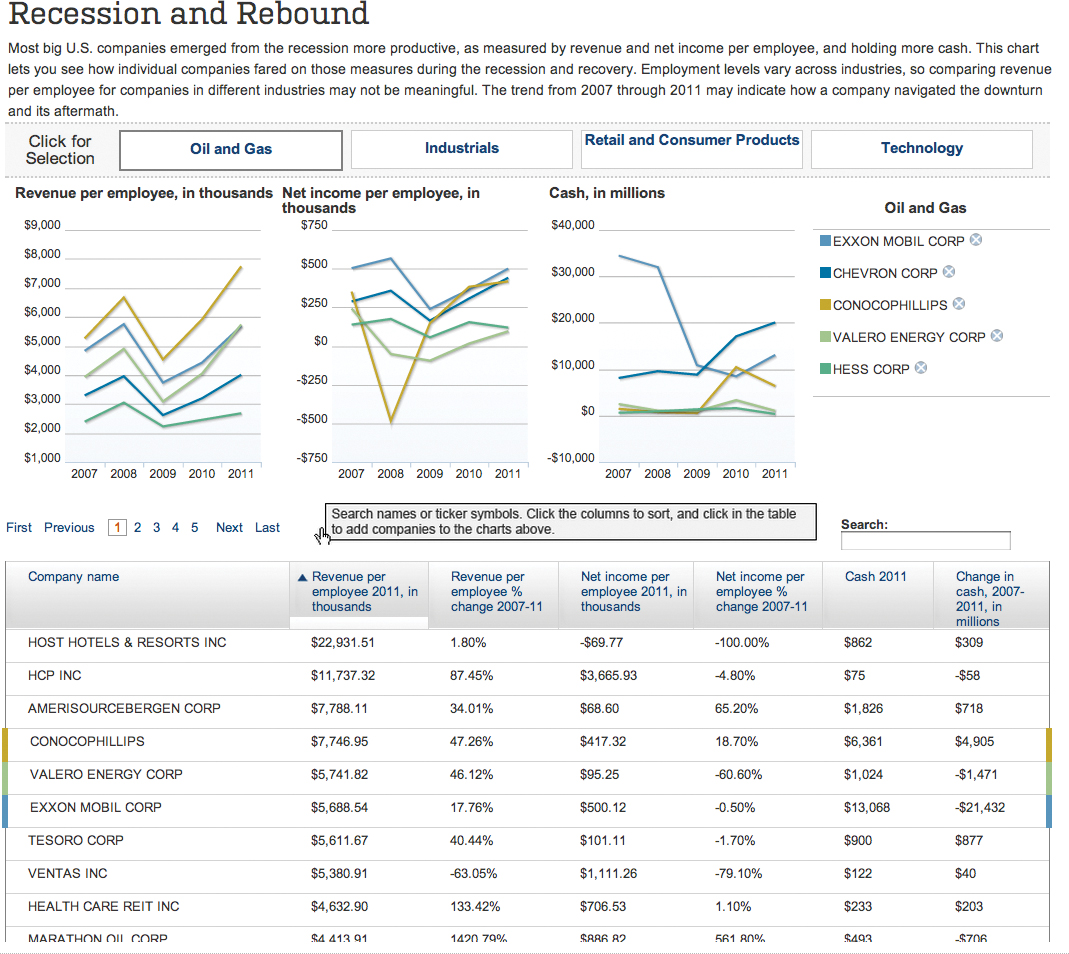 Recession and Rebound
Most big U.S. companies emerged from the recession more productive, as measured by revenue and net income per employee, and holding more cash. This chart
lets you see how individual companies fared on those measures during the recession and recovery. Employment levels vary across industries, so comparing revenue
per employee for companies in different industries may not be meaningful. The trend from 2007 through 2011 may indicate how a company navigated the downturn
and its aftermath.
Click for
Selection
Oil and Gas
Industrials
Retail and Consumer Products
Technology
Revenue per employee, in thousands
$9,000
$8,000
$7,000
$6,000
$5,000
$4,000
$3,000
$2,000
$1,000
2007 2008 2009 2010 2011
Net income per employee, in
thousands
$750
$500
$250
$0
-$250
-$500
-$750
2007 2008 2009 2010 2011
Cash, in millions
$40,000
$30,000
$20,000
$10,000
$0
-$10,000
2007 2008 2009 2010 2011
Oil and Gas
EXXON MOBIL CORP
CHEVRON CORP
CONOCOPHILLIPS
VALERO ENERGY CORP
HESS CORP
First Previous 1 2 3 4 5 Next Last
Search names or ticker symbols. Click the columns to sort, and click in the table
to add companies to the charts above.
Search:
Company name
Revenue per
employee 2011, in
thousands
Revenue per
employee %
change 2007-11
Net income per
employee 2011, in
thousands
Net income per
employee %
change 2007-11
Cash 2011
Change in
cash, 2007-
2011, in
millions
HOST HOTELS & RESORTS INC $22,931.51 1.80% -$69.77 -100.00% $862 $309
HCP INC $11,737.32 87.45% $3,665.93 -4.80% $75 -$58
AMERISOURCEBERGEN CORP $7,788.11 34.01% $68.60 65.20% $1,826 $718
CONOCOPHILLIPS $7,746.95 47.26% $417.32 18.70% $6,361 $4,905
VALERO ENERGY CORP $5,741.82 46.12% $95.25 -60.60% $1,024 -$1,471
EXXON MOBIL CORP $5,688.54 17.76% $500.12 -0.50% $13,068 -$21,432
TESORO CORP $5,611.67 40.44% $101.11 -1.70% $900 $877
VENTAS INC $5,380.91 -63.05% $1,111.26 -79.10% $122 $40
HEALTH CARE REIT INC $4,632.90 133.42% $706.53 1.10% $233 $203
MARATHON OIL CORP $4,413.91 1420.79% $886.82 561.80% $493 -$706